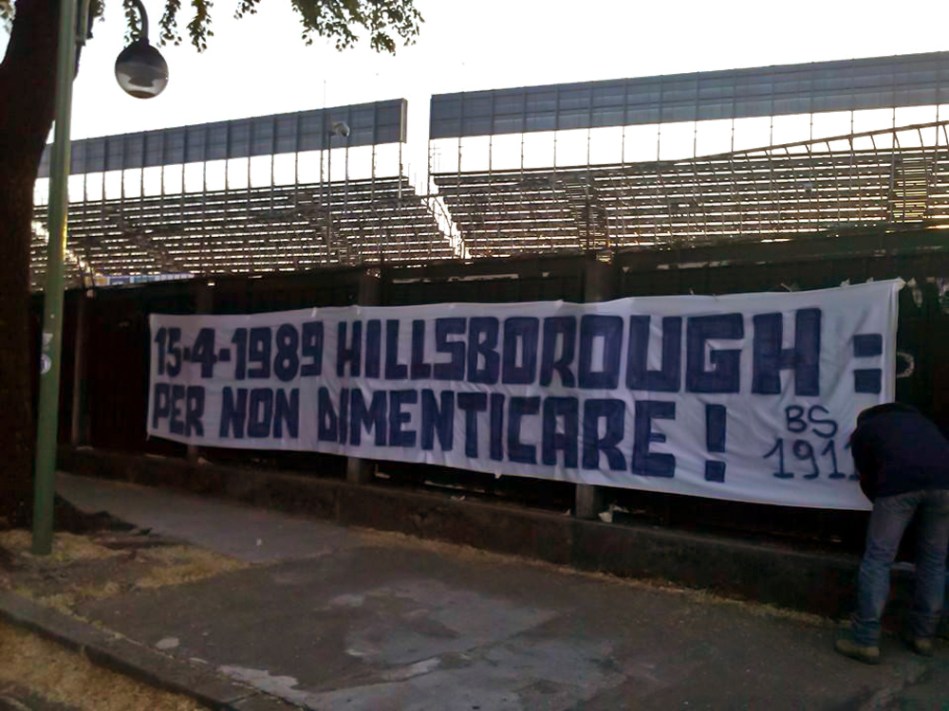 15-4-1989 HILLSBOROUGH :
PER NON DIMENTICARE !
BS
1911